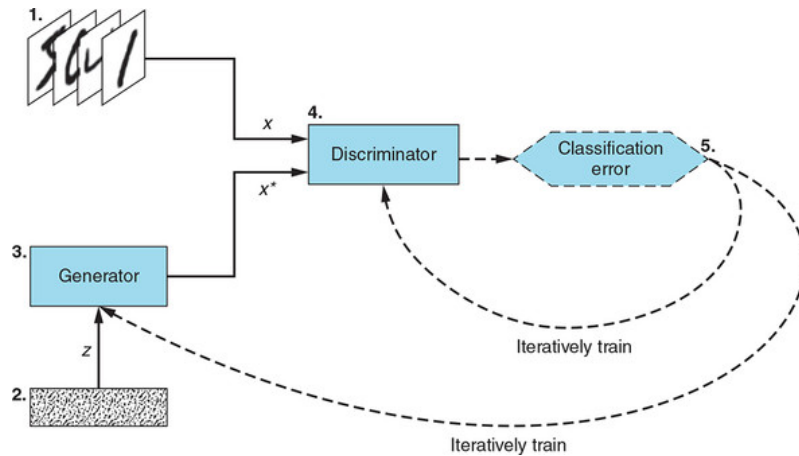 1.
x
4.
Discriminator
Classification
error
5.
x*
3.
Generator
Iteratively train
z
2.
Iteratively train